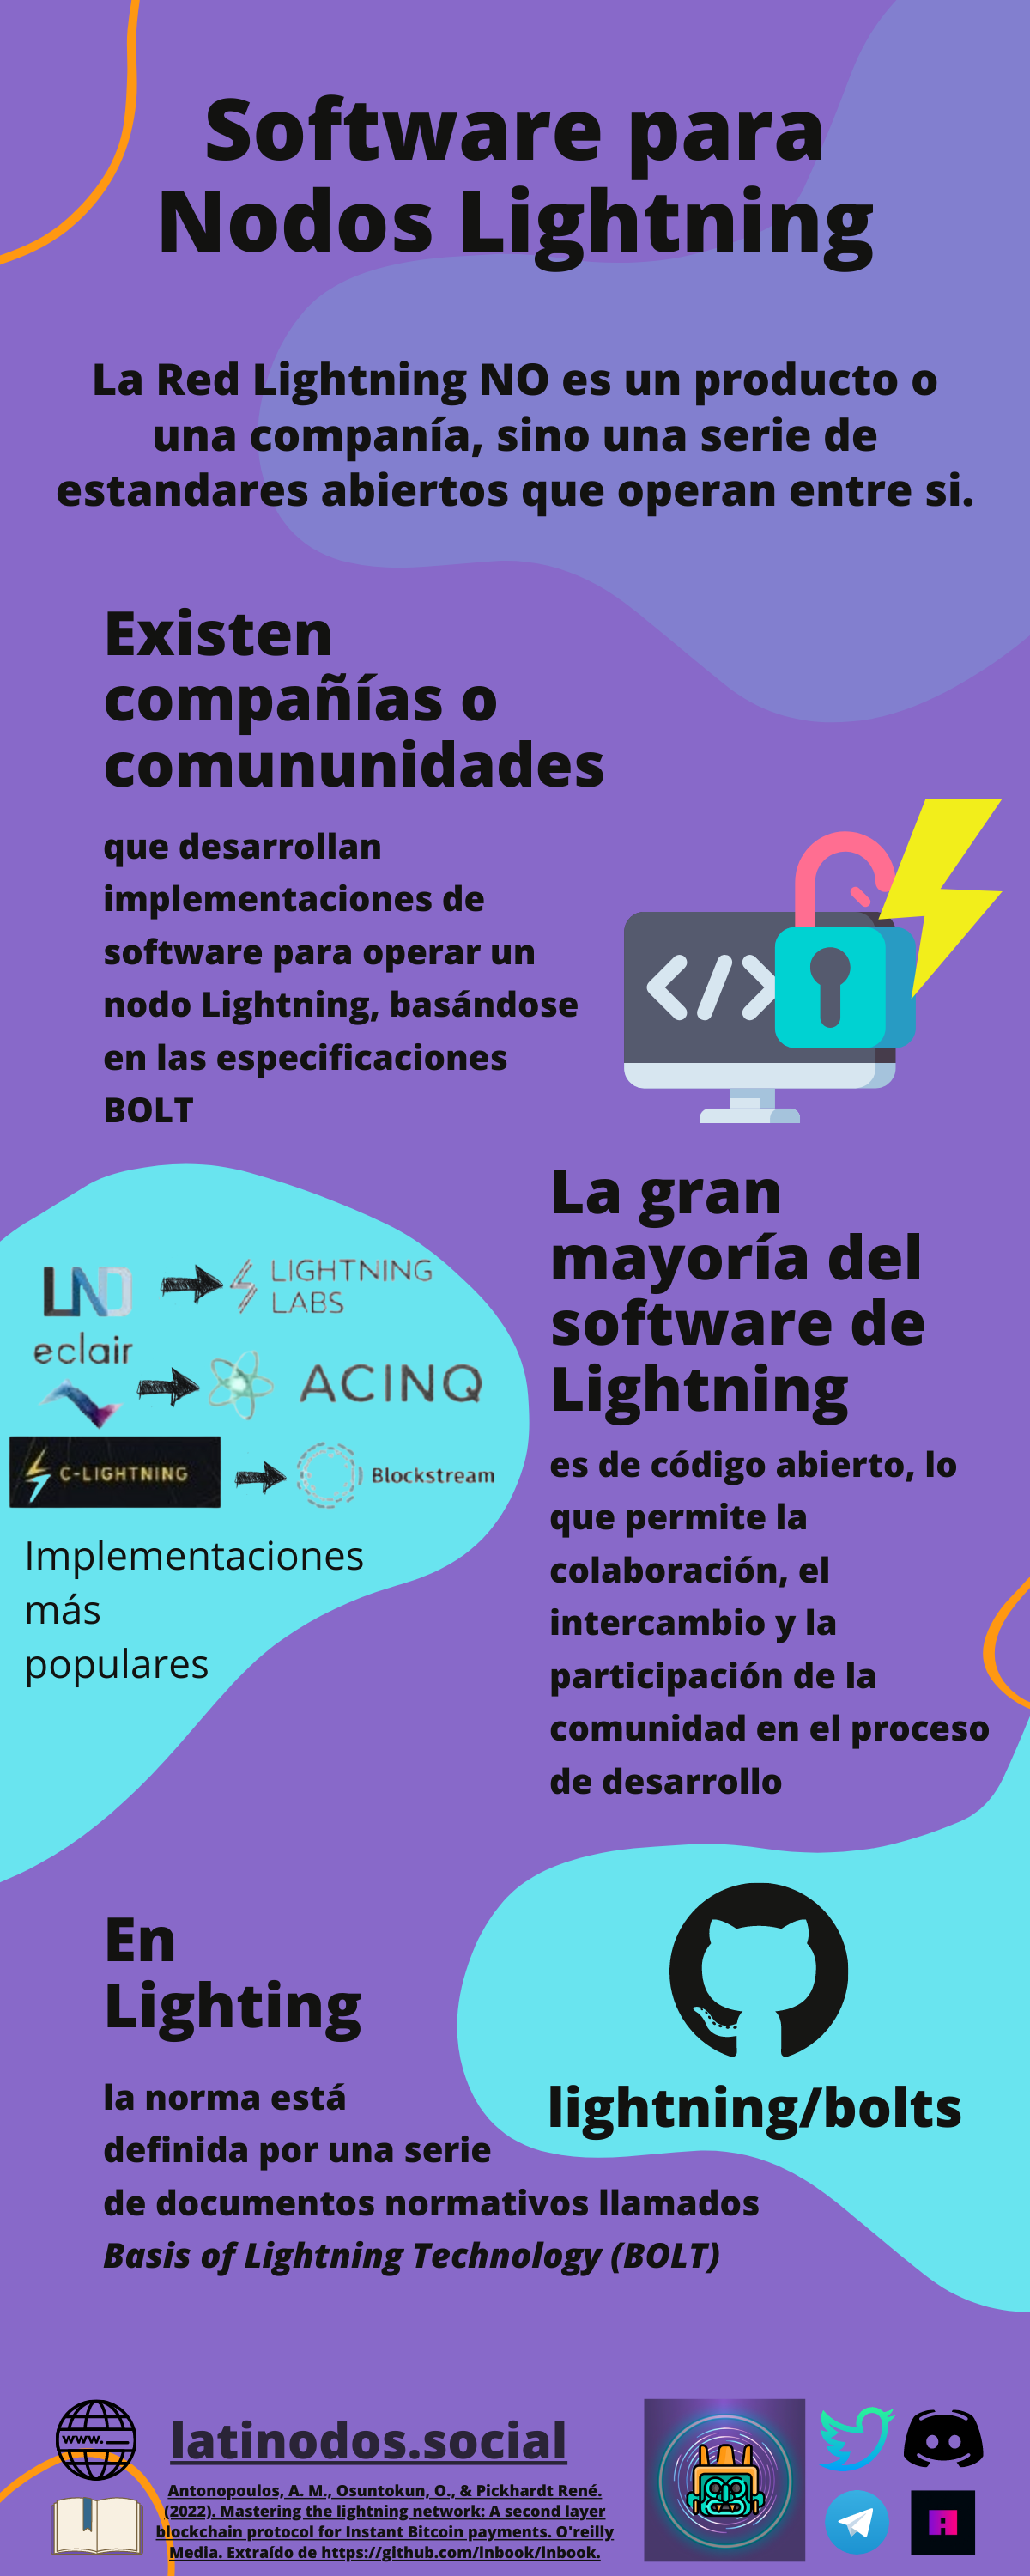 Software para
Nodos Lightning
La Red Lightning NO es un producto o
una companía, sino una serie de
estandares abiertos que operan entre si.
Existen
compañías o
comununidades
que desarrollan
implementaciones de
software para operar un
nodo Lightning, basándose
en las especificaciones
BOLT
LND
LIGHTNING
LABS
eclair
ACINQ
C-LIGHTNING
Blockstream
Implementaciones
más
populares
La gran
mayoría del
software de
Lightning
es de código abierto, lo
que permite la
colaboración, el
intercambio y la
participación de la
comunidad en el proceso
de desarrollo
En
Lighting
la norma está
definida por una serie
de documentos normativos llamados
Basis of Lightning Technology (BOLT)
lightning/bolts
www.
latinodos.social
Antonopoulos, A. M., Osuntokun, O., & Pickhardt René.
(2022). Mastering the lightning network: A second layer
blockchain protocol for Instant Bitcoin payments. O'reilly
Media. Extraído de https://github.com/lnbook/lnbook.